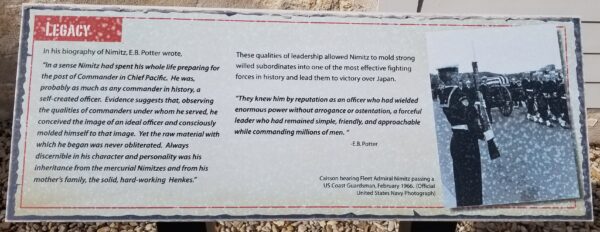 LEGACY
In his biography of Nimitz, E.B. Potter wrote,
"In a sense Nimitz had spent his whole life preparing for
the post of Commander in Chief Pacific. He was,
probably as much as any commander in history, a
self-created officer. Evidence suggests that, observing
the qualities of commanders under whom he served, he
conceived the image of an ideal officer and consciously
molded himself to that image. Yet the raw material with
which he began was never obliterated. Always
discernible in his character and personality was his
inheritance from the mercurial Nimitzes and from his
mother's family, the solid, hard-working Henkes."
These qualities of leadership allowed Nimitz to mold strong
willed subordinates into one of the most effective fighting
forces in history and lead them to victory over Japan.
"They knew him by reputation as an officer who had wielded
enormous power without arrogance or ostentation, a forceful
leader who had remained simple, friendly, and approachable
while commanding millions of men. "
-E.B. Potter
Caisson bearing Fleet Admiral Nimitz passing a
US Coast Guardsman, February 1966. (Official
United States Navy Photograph)